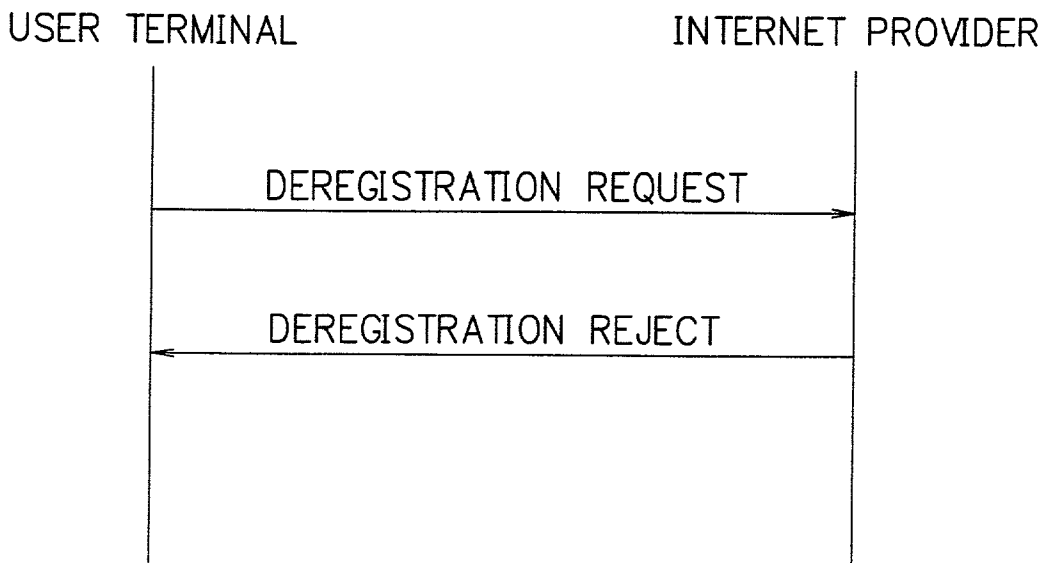 USER TERMINAL
INTERNET PROVIDER
DEREGISTRATION REQUEST
DEREGISTRATION REJECT